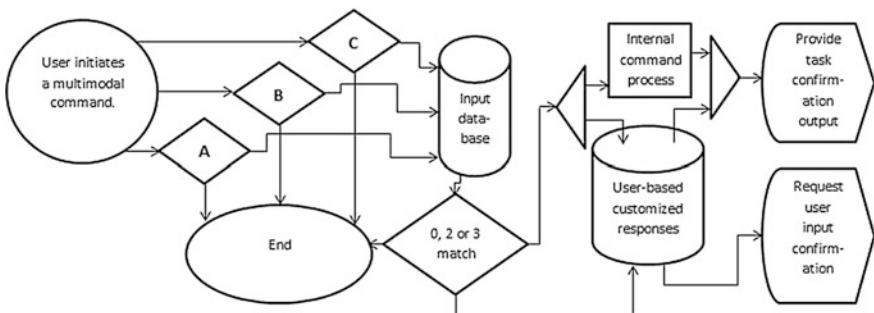 User initiates
a multimodal
command.
C
B
A
Input
data-
base
End
0, 2 or 3
match
Internal
command
process
User-based
customized
responses
Provide
task
confirm-
ation
output
Request
user
input
confirm-
ation